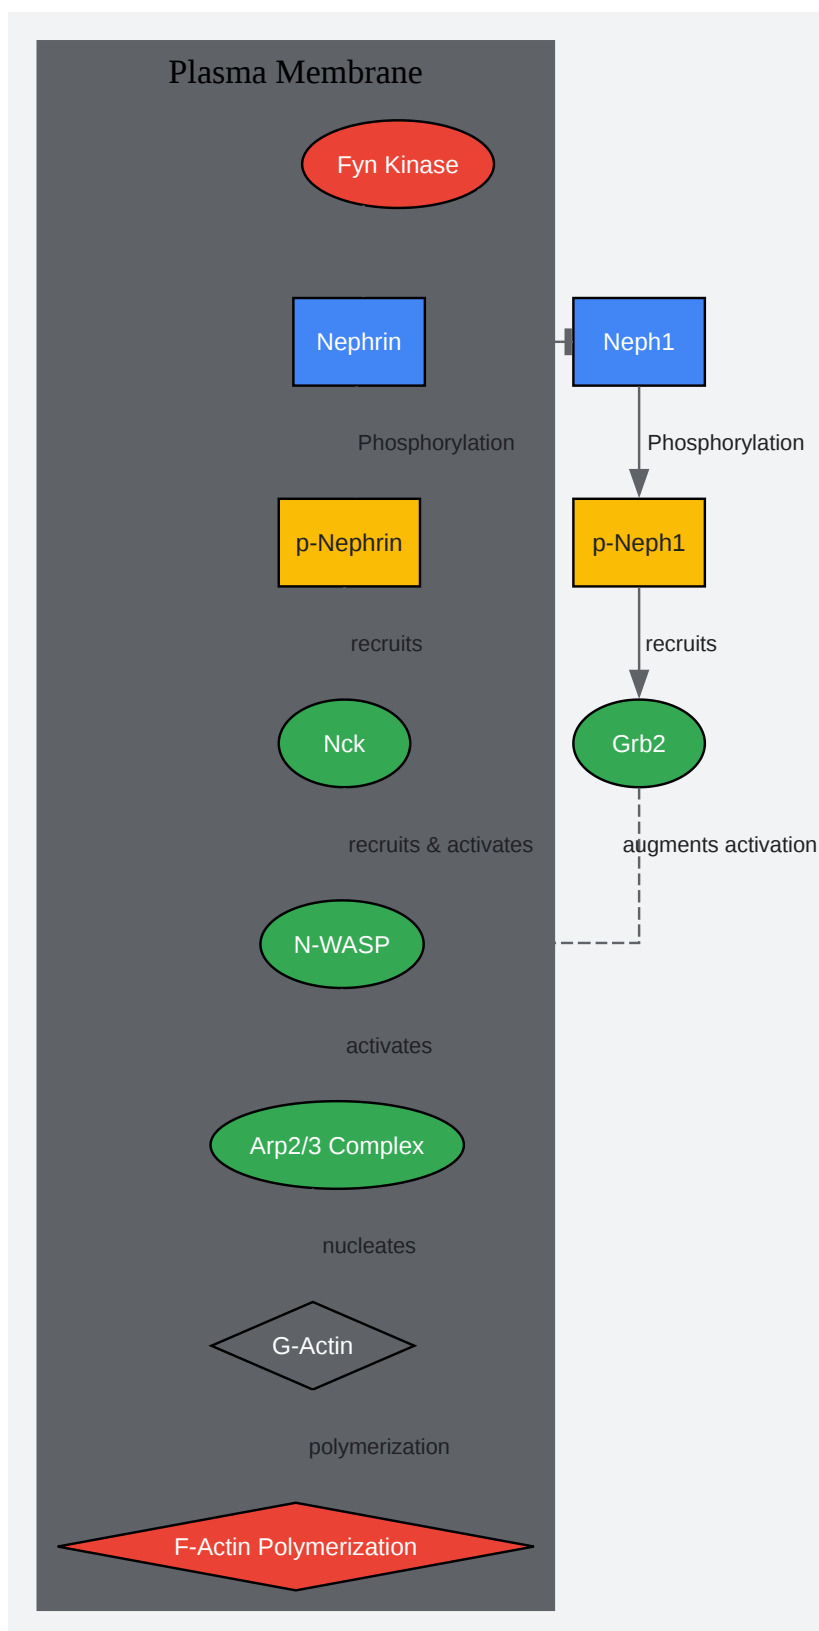 Plasma Membrane
Fyn Kinase
Nephrin
Neph1
Phosphorylation
Phosphorylation
p-Nephrin
p-Neph1
recruits
recruits
Nck
Grb2
recruits & activates
augments activation
N-WASP
activates
Arp2/3 Complex
nucleates
G-Actin
polymerization
F-Actin Polymerization